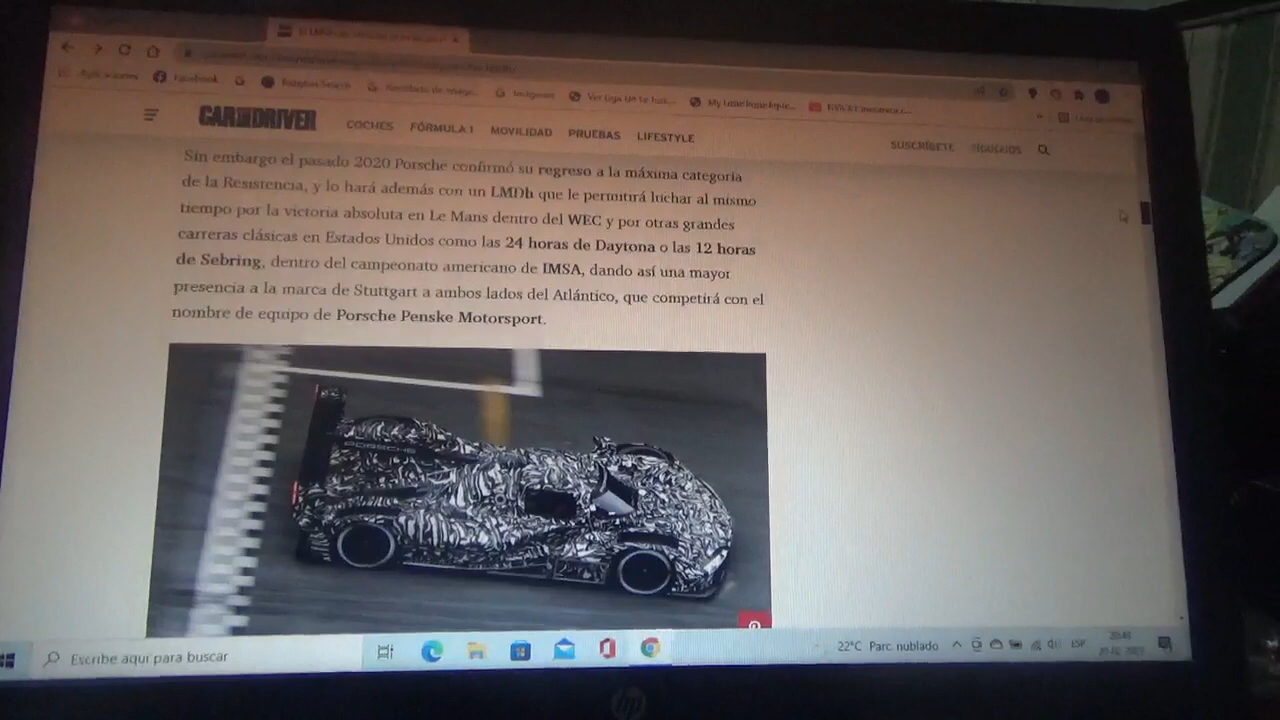 Facebook
CAR AND DRIVER
COCHES FÓRMULA 1 MOVILIDAD PRUEBAS LIFESTYLE
SUSCRÍBETE SÍGUENOS
Sin embargo el pasado 2020 Porsche confirmó su regreso a la máxima categoría
de la Resistencia, y lo hará además con un LMDh que le permitirá luchar al mismo
tiempo por la victoria absoluta en Le Mans dentro del WEC y por otras grandes
carreras clásicas en Estados Unidos como las 24 horas de Daytona o las 12 horas
de Sebring, dentro del campeonato americano de IMSA, dando así una mayor
presencia a la marca de Stuttgart a ambos lados del Atlántico, que competirá con el
nombre de equipo de Porsche Penske Motorsport.
PORSCHE
Escribe aquí para buscar
22°C Parc. nublado
ESP
hp